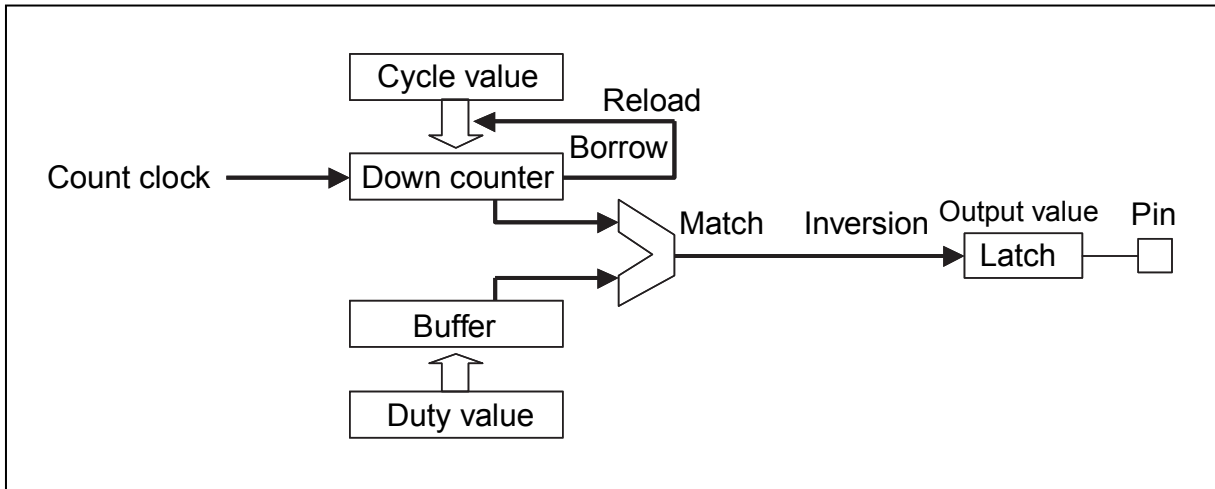 Cycle value
Reload
Borrow
Count clock
Down counter
Match
Inversion
Output value
Pin
Latch
Buffer
Duty value